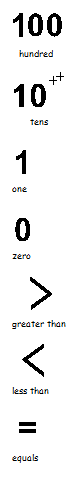 100
hundred
10++
tens
1
one
0
zero
>
greater than
<
less than
=
equals